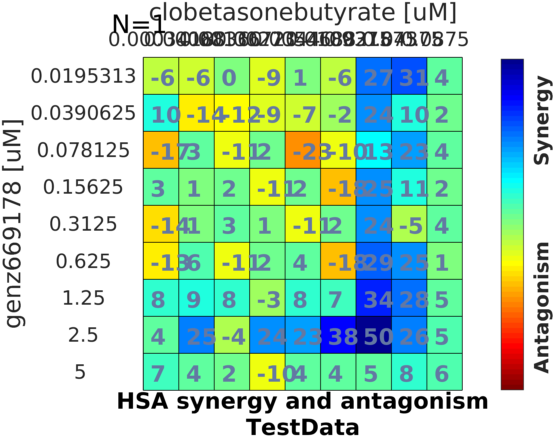 clobetasonebutyrate [uM]
N=1
genz669178 [uM]
0.0195313 -6 -6 0 -9 1 -6 27 31 4
0.0390625 10 -14 -12 -9 -7 -2 24 10 2
0.078125 -17 3 -11 2 -23 -10 13 23 4
0.15625 3 1 2 -11 2 -18 25 11 2
0.3125 -14 1 3 1 -11 2 24 -5 4
0.625 -13 6 -11 2 4 -18 29 25 1
1.25 8 9 8 -3 8 7 34 28 5
2.5 4 25 -4 24 23 38 50 26 5
5 7 4 2 -10 4 4 5 8 6
Synergy
Antagonism
HSA synergy and antagonism
TestData